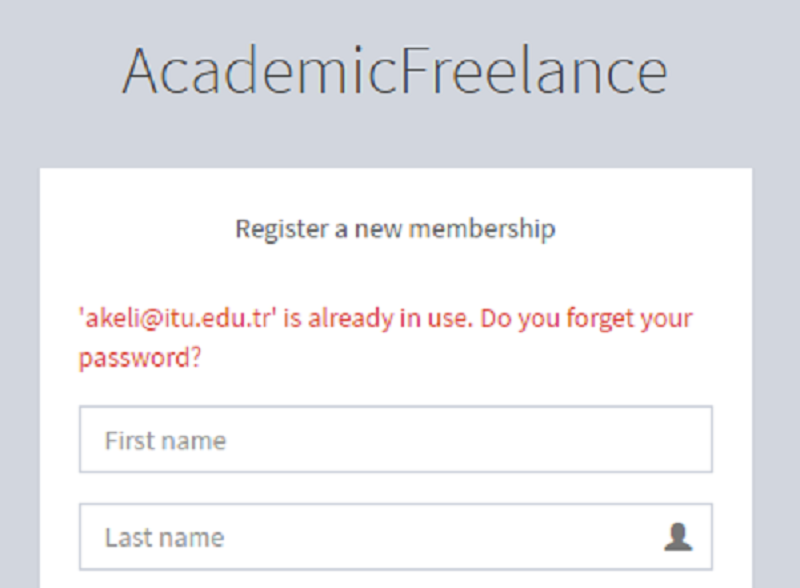 AcademicFreelance
Register a new membership
'akeli@itu.edu.tr' is already in use. Do you forget your
password?
First name
Last name